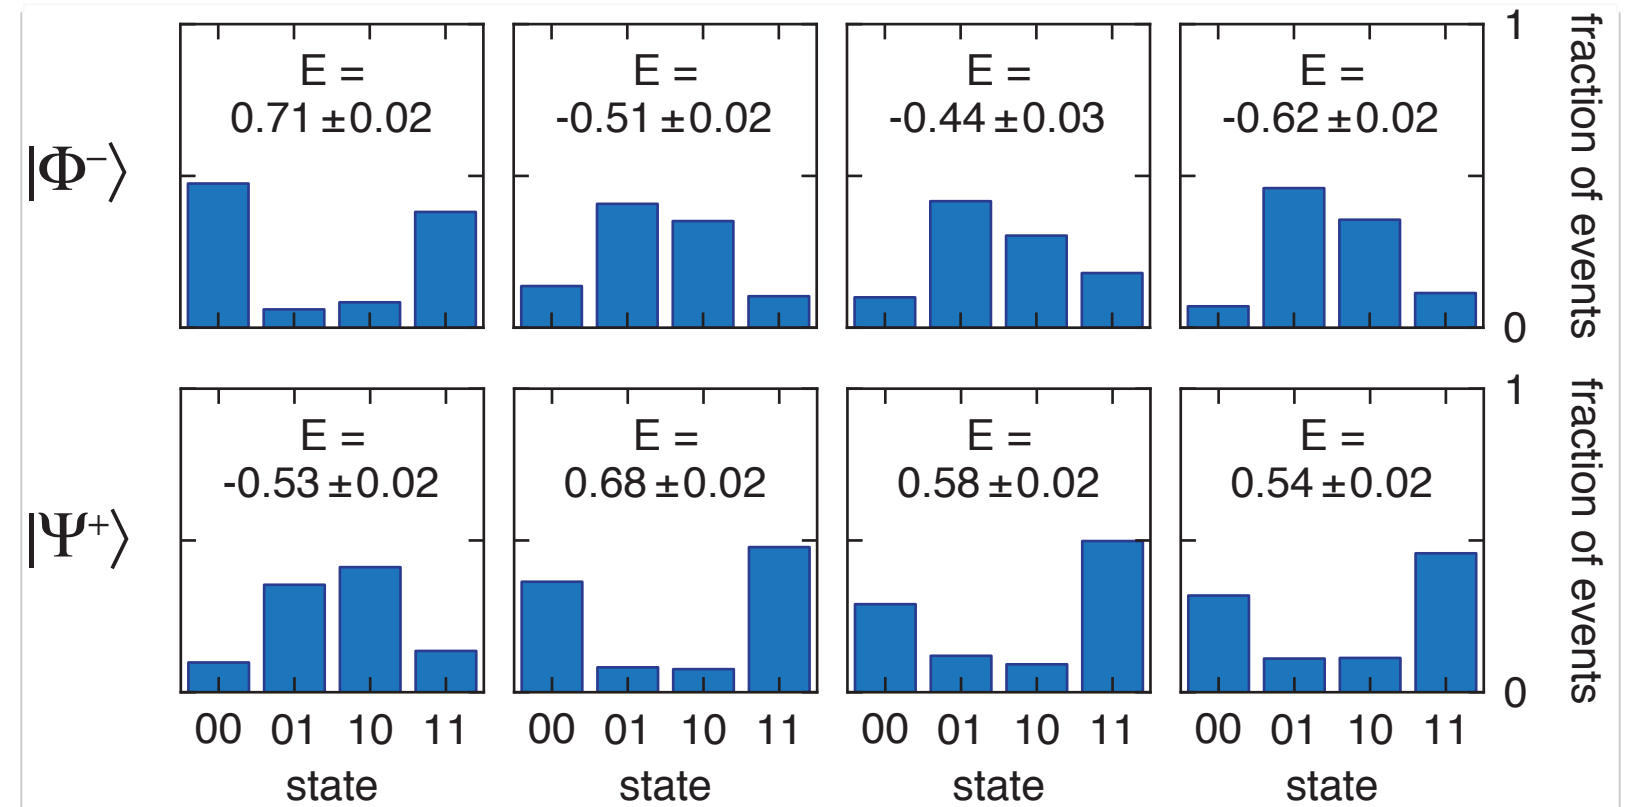 |Φ⁻⟩
E =
0.71 ±0.02
E =
-0.51 ±0.02
E =
-0.44 ±0.03
E =
-0.62 ±0.02
1
0
fraction of events
|Ψ⁺⟩
E =
-0.53 ±0.02
E =
0.68 ±0.02
E =
0.58 ±0.02
E =
0.54 ±0.02
1
0
fraction of events
00 01 10 11
00 01 10 11
00 01 10 11
00 01 10 11
state
state
state
state